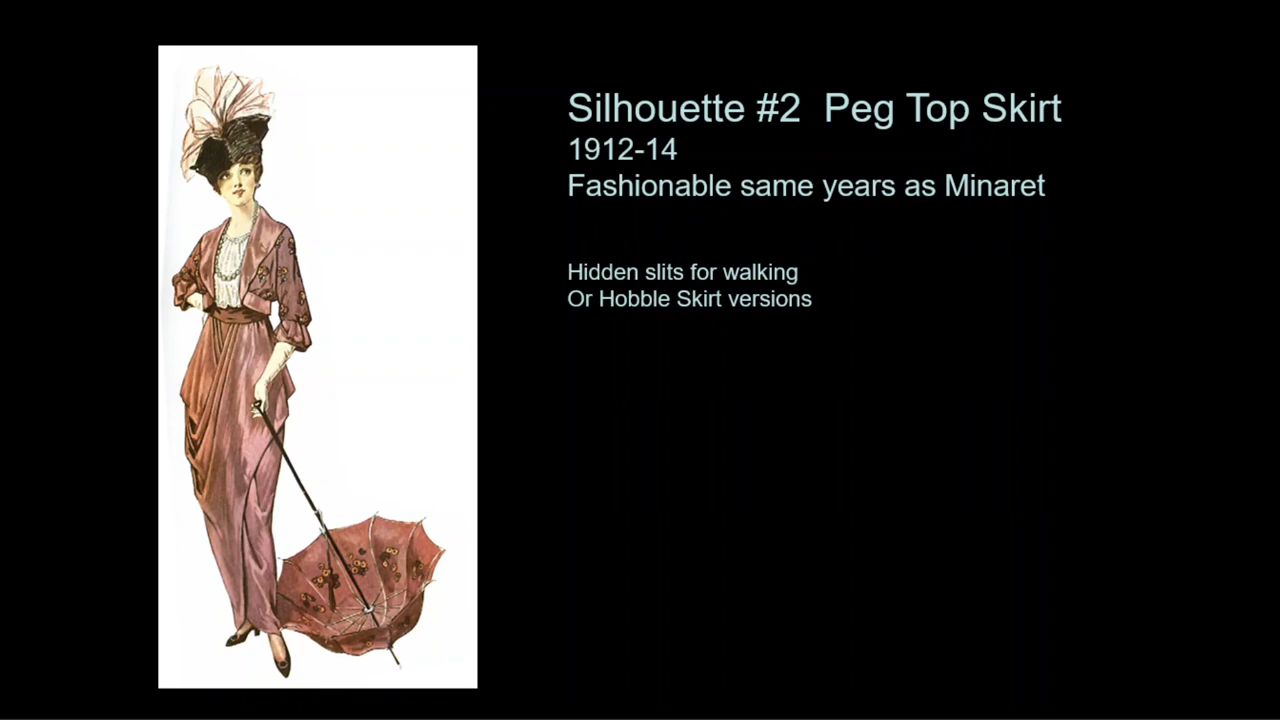 Silhouette #2  Peg Top Skirt
1912-14
Fashionable same years as Minaret
Hidden slits for walking
Or Hobble Skirt versions